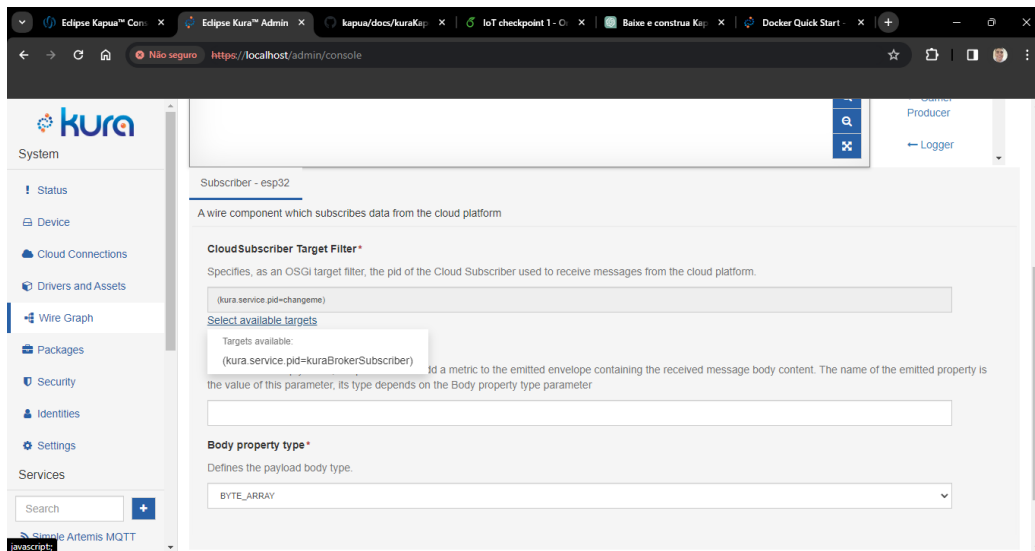 Eclipse Kapua™ Cons
Eclipse Kura™ Admin
kapua/docs/kuraKap
IoT checkpoint 1 - O
Baixe e construa Kap
Docker Quick Start -
Não seguro
https://localhost/admin/console
kura
System
Status
Device
Cloud Connections
Drivers and Assets
Wire Graph
Packages
Security
Identities
Settings
Services
Search
Simple Artemis MQTT
javascript:;
Producer
Logger
Subscriber - esp32
A wire component which subscribes data from the cloud platform
CloudSubscriber Target Filter*
Specifies, as an OSGi target filter, the pid of the Cloud Subscriber used to receive messages from the cloud platform.
(kura.service.pid=changeme)
Select available targets
Targets available:
(kura.service.pid=kuraBrokerSubscriber)
dd a metric to the emitted envelope containing the received message body content. The name of the emitted property is
the value of this parameter, its type depends on the Body property type parameter
Body property type*
Defines the payload body type.
BYTE_ARRAY